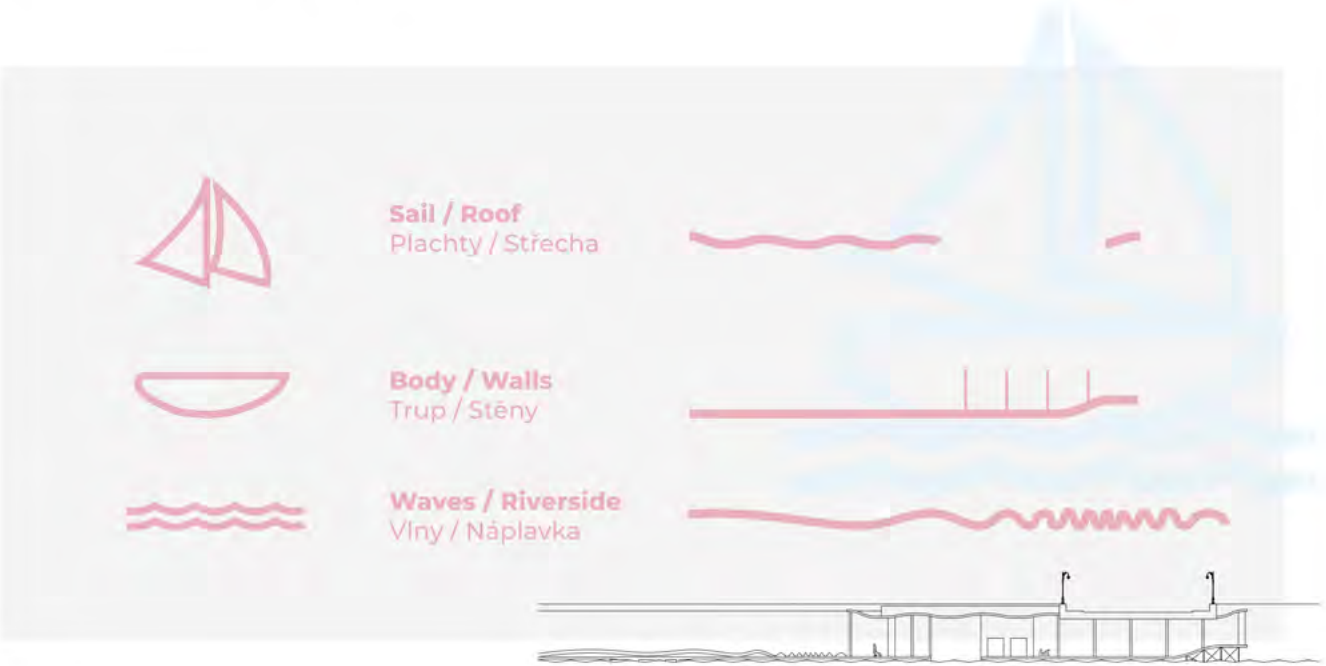 Sail / Roof
Plachty / Střecha
Body / Walls
Trup / Stěny
Waves / Riverside
Vlny / Náplavka